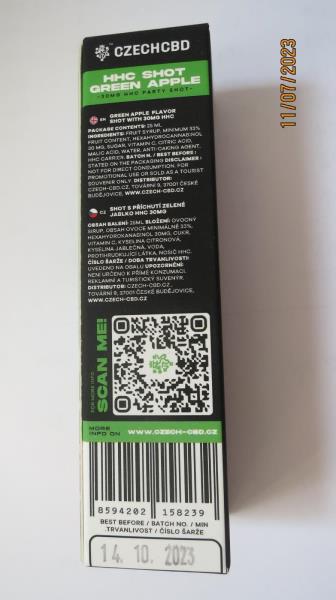 11/07/2023
CZECHCBD
HHC SHOT
GREEN APPLE
-30MG HHC PARTY SHOT-
EN GREEN APPLE FLAVOR
SHOT WITH 30MG HHC
PACKAGE CONTENTS: 25 ML
INGREDIENTS: FRUIT SYRUP, MINIMUM 33%
FRUIT CONTENT, HEXAHYDROCANNABINOL
30 MG, SUGAR, VITAMIN C, CITRIC ACID,
MALIC ACID, WATER, ANTI-CAKING AGENT,
HHC CARRIER. BATCH N. / BEST BEFORE:
STATED ON THE PACKAGING DISCLAIMER:
NOT FOR DIRECT CONSUMPTION. FOR
PROMOTIONAL USE OR SOLD AS A TOURIST
SOUVENIR ONLY. DISTRIBUTOR:
CZECH-CBD.CZ, TOVÁRNÍ 9, 37001 ČESKÉ
BUDĚJOVICE, WWW.CZECH-CBD.CZ
CZ SHOT S PŘÍCHUTÍ ZELENÉ
JABLKO HHC 30MG
OBSAH BALENÍ: 25ML SLOŽENÍ: OVOCNÝ
SIRUP, OBSAH OVOCE MINIMÁLNĚ 33%,
HEXAHYDROKANABINOL 30MG, CUKR,
VITAMIN C, KYSELINA CITRONOVÁ,
KYSELINA JABLEČNÁ, VODA,
PROTIHRUDKUJÍCÍ LÁTKA, NOSIČ HHC.
ČÍSLO ŠARŽE / DOBA TRVANLIVOSTI:
UVEDENO NA OBALU UPOZORNĚNÍ:
NENÍ URČENO K PŘÍMÉ KONZUMACI.
REKLAMNÍ A TURISTICKÝ SUVENÝR
DISTRIBUTOR: CZECH-CBD.CZ.,
TOVÁRNÍ 9, 37001 ČESKÉ BUDĚJOVICE,
WWW.CZECH-CBD.CZ
FOR MORE INFO
SCAN ME!
MORE
INFO ON
WWW.CZECH-CBD.CZ
8594202 158239
BEST BEFORE / BATCH NO. / MIN
.TRVANLIVOST / ČÍSLO ŠARŽE
14. 10. 2023